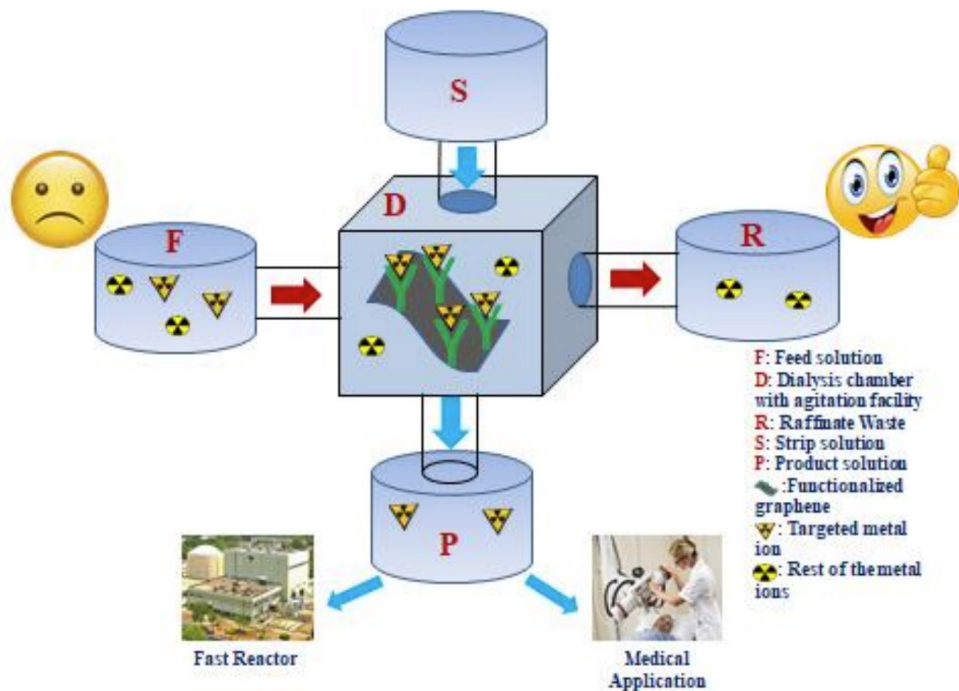 S
D
F
R
F: Feed solution
D: Dialysis chamber
with agitation facility
R: Raffinate Waste
S: Strip solution
P: Product solution
:Functionalized
graphene
: Targeted metal
ion
: Rest of the metal
ions
P
Fast Reactor
Medical
Application